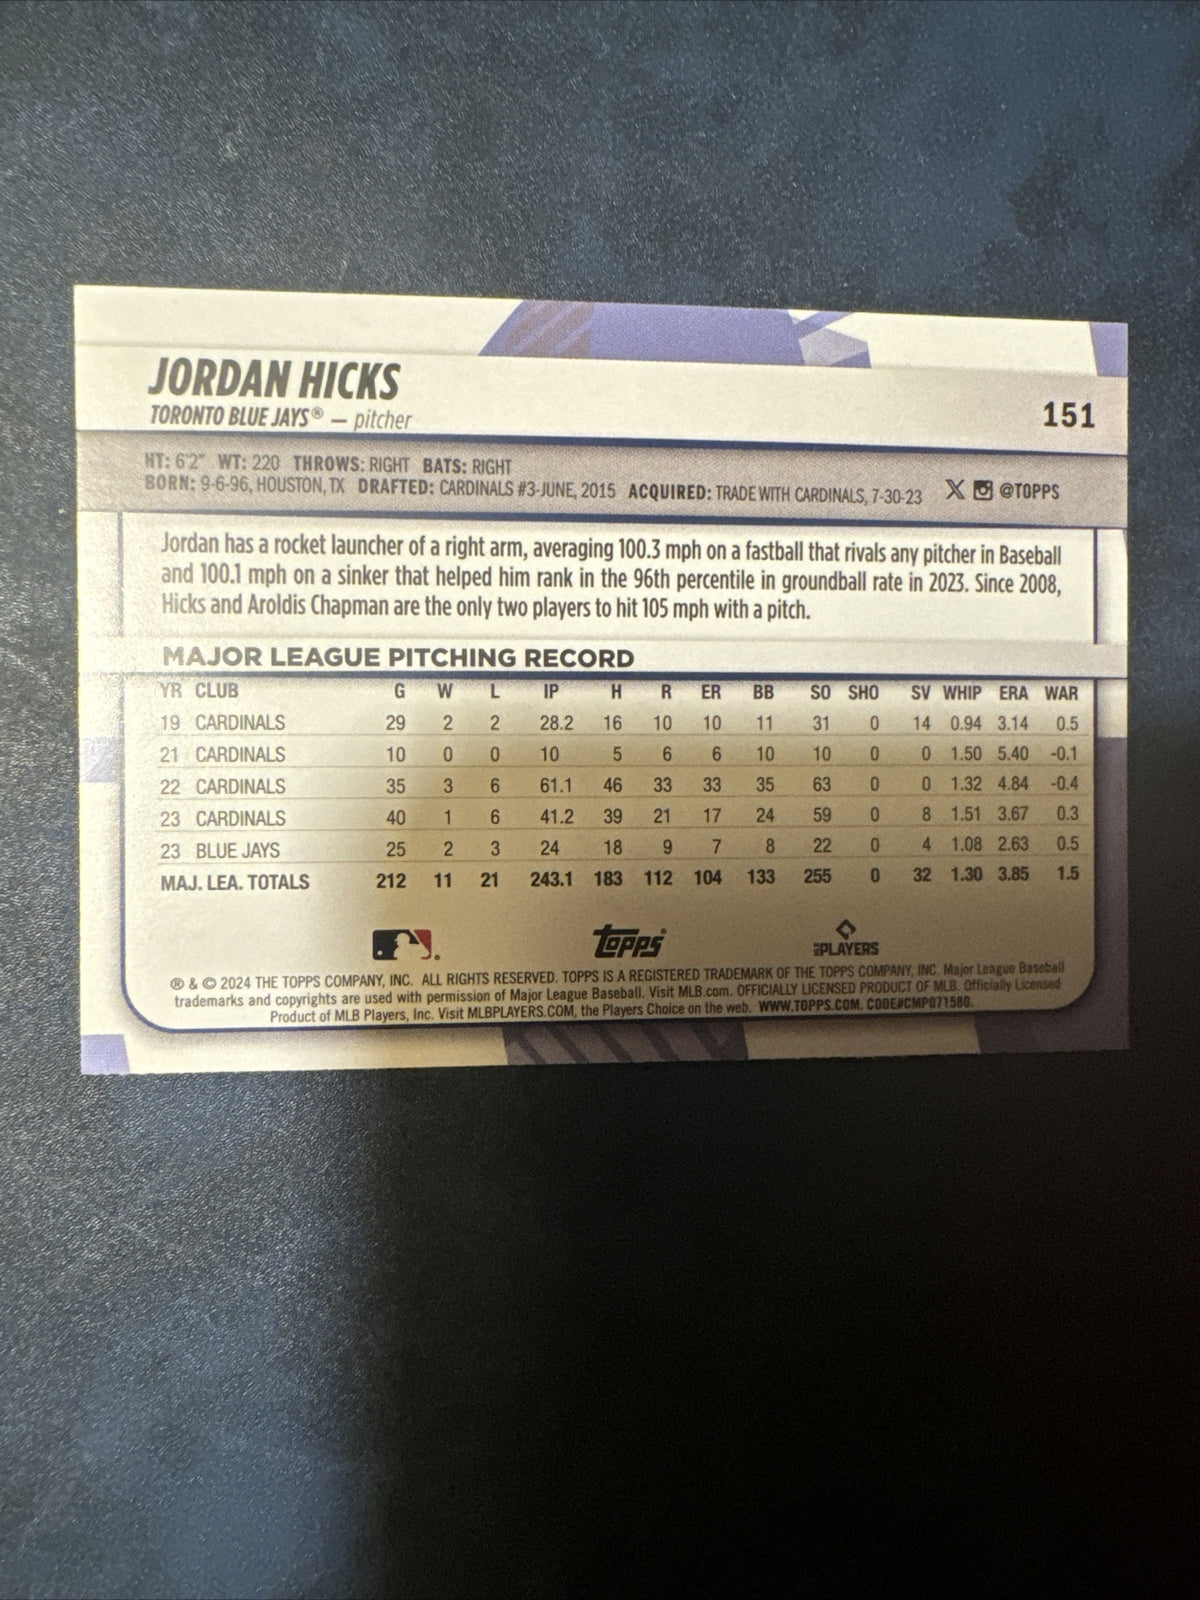 JORDAN HICKS
TORONTO BLUE JAYS® — pitcher
151
HT: 6'2" WT: 220 THROWS: RIGHT BATS: RIGHT
BORN: 9-6-96, HOUSTON, TX DRAFTED: CARDINALS #3-JUNE, 2015 ACQUIRED: TRADE WITH CARDINALS, 7-30-23 X @TOPPS
Jordan has a rocket launcher of a right arm, averaging 100.3 mph on a fastball that rivals any pitcher in Baseball
and 100.1 mph on a sinker that helped him rank in the 96th percentile in groundball rate in 2023. Since 2008,
Hicks and Aroldis Chapman are the only two players to hit 105 mph with a pitch.
MAJOR LEAGUE PITCHING RECORD
YR CLUB G W L IP H R ER BB SO SHO SV WHIP ERA WAR
19 CARDINALS 29 2 2 28.2 16 10 10 11 31 0 14 0.94 3.14 0.5
21 CARDINALS 10 0 0 10 5 6 6 10 10 0 0 1.50 5.40 -0.1
22 CARDINALS 35 3 6 61.1 46 33 33 35 63 0 0 1.32 4.84 -0.4
23 CARDINALS 40 1 6 41.2 39 21 17 24 59 0 8 1.51 3.67 0.3
23 BLUE JAYS 25 2 3 24 18 9 7 8 22 0 4 1.08 2.63 0.5
MAJ. LEA. TOTALS 212 11 21 243.1 183 112 104 133 255 0 32 1.30 3.85 1.5
Topps®
MLB PLAYERS
® & © 2024 THE TOPPS COMPANY, INC. ALL RIGHTS RESERVED. TOPPS IS A REGISTERED TRADEMARK OF THE TOPPS COMPANY, INC. Major League Baseball
trademarks and copyrights are used with permission of Major League Baseball. Visit MLB.com. OFFICIALLY LICENSED PRODUCT OF MLB. Officially Licensed
Product of MLB Players, Inc. Visit MLBPLAYERS.COM, the Players Choice on the web. WWW.TOPPS.COM. CODE#CMP071580.